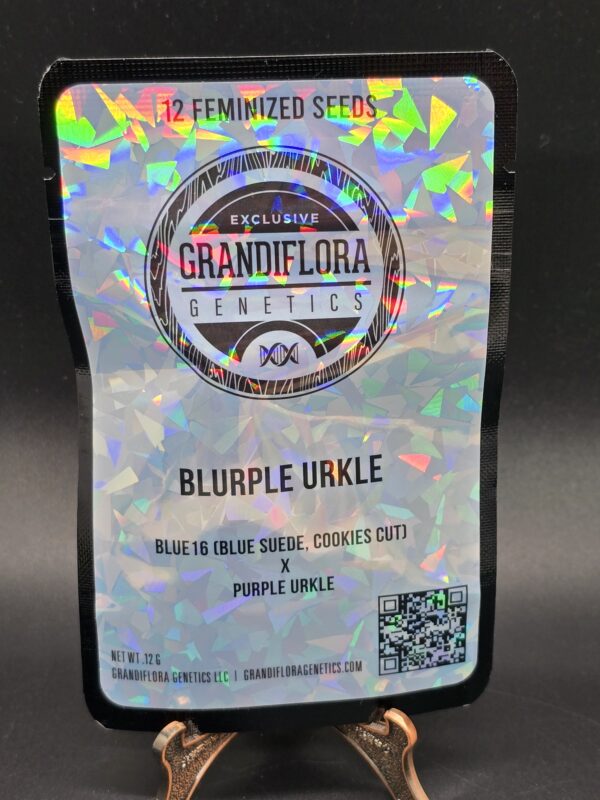 12 FEMINIZED SEEDS
EXCLUSIVE
GRANDIFLORA
GENETICS
BLURPLE URKLE
BLUE16 (BLUE SUEDE, COOKIES CUT)
X
PURPLE URKLE
NET WT .12 G
GRANDIFLORA GENETICS LLC | GRANDIFLORAGENETICS.COM